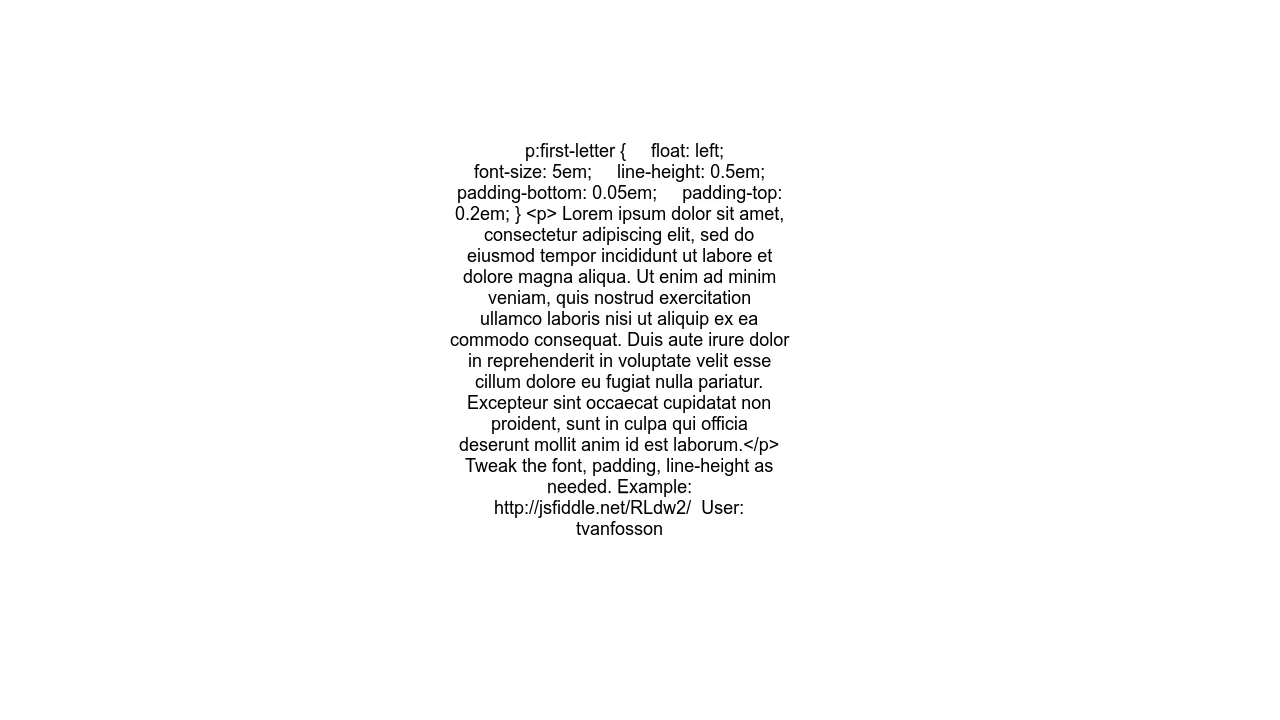 p:first-letter {     float: left;
font-size: 5em;     line-height: 0.5em;
padding-bottom: 0.05em;     padding-top:
0.2em; } <p> Lorem ipsum dolor sit amet,
consectetur adipiscing elit, sed do
eiusmod tempor incididunt ut labore et
dolore magna aliqua. Ut enim ad minim
veniam, quis nostrud exercitation
ullamco laboris nisi ut aliquip ex ea
commodo consequat. Duis aute irure dolor
in reprehenderit in voluptate velit esse
cillum dolore eu fugiat nulla pariatur.
Excepteur sint occaecat cupidatat non
proident, sunt in culpa qui officia
deserunt mollit anim id est laborum.</p>
Tweak the font, padding, line-height as
needed. Example:
http://jsfiddle.net/RLdw2/  User:
tvanfosson